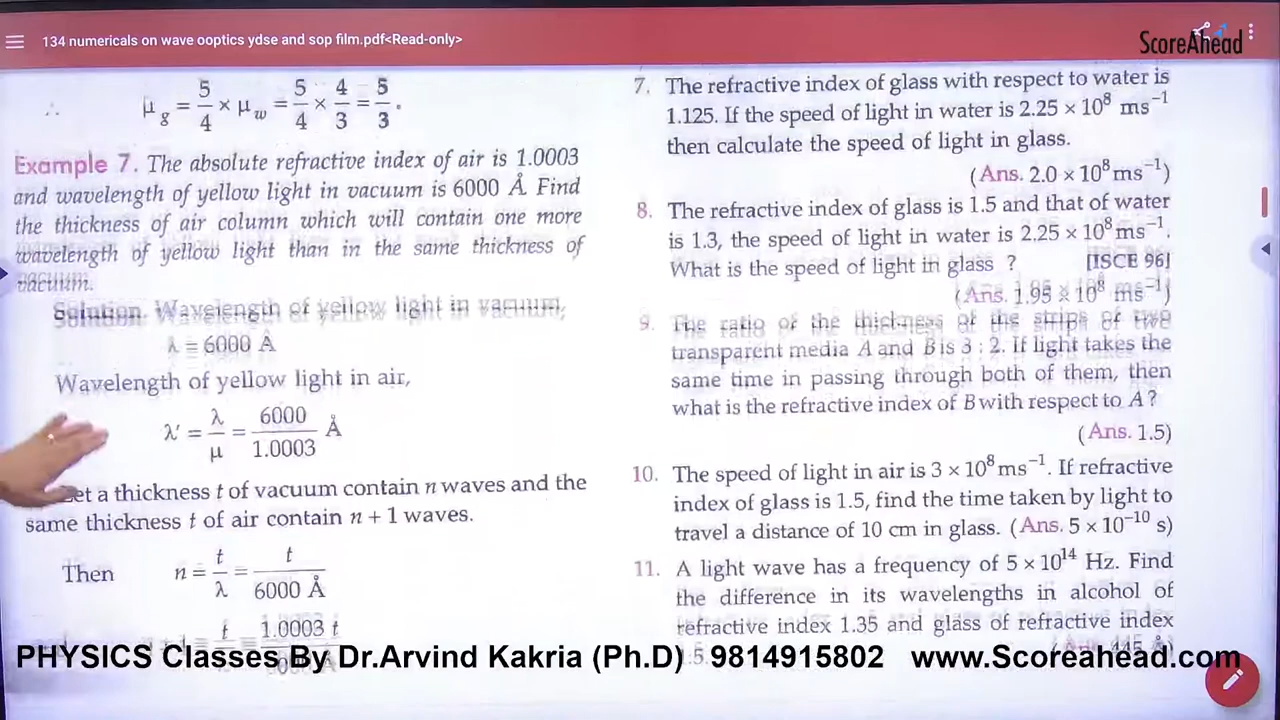 134 numericals on wave ooptics ydse and sop film.pdf<Read-only>
ScoreAhead
∴ μg = 5/4 × μw = 5/4 × 4/3 = 5/3 .
Example 7. The absolute refractive index of air is 1.0003
and wavelength of yellow light in vacuum is 6000 Å. Find
the thickness of air column which will contain one more
wavelength of yellow light than in the same thickness of
vacuum.
Solution. Wavelength of yellow light in vacuum,
λ = 6000 Å
Wavelength of yellow light in air,
λ' = λ/μ = 6000/1.0003 Å
Let a thickness t of vacuum contain n waves and the
same thickness t of air contain n + 1 waves.
Then n = t/λ = t/6000 Å
7. The refractive index of glass with respect to water is
1.125. If the speed of light in water is 2.25 × 10⁸ ms⁻¹
then calculate the speed of light in glass.
(Ans. 2.0 × 10⁸ ms⁻¹)
8. The refractive index of glass is 1.5 and that of water
is 1.3, the speed of light in water is 2.25 × 10⁸ ms⁻¹.
What is the speed of light in glass ? [ISCE 96]
(Ans. 1.95 × 10⁸ ms⁻¹)
9. The ratio of the thickness of the strips of two
transparent media A and B is 3 : 2. If light takes the
same time in passing through both of them, then
what is the refractive index of B with respect to A ?
(Ans. 1.5)
10. The speed of light in air is 3 × 10⁸ ms⁻¹. If refractive
index of glass is 1.5, find the time taken by light to
travel a distance of 10 cm in glass. (Ans. 5 × 10⁻¹⁰ s)
11. A light wave has a frequency of 5 × 10¹⁴ Hz. Find
the difference in its wavelengths in alcohol of
refractive index 1.35 and glass of refractive index
PHYSICS Classes By Dr.Arvind Kakria (Ph.D) 9814915802 www.Scoreahead.com